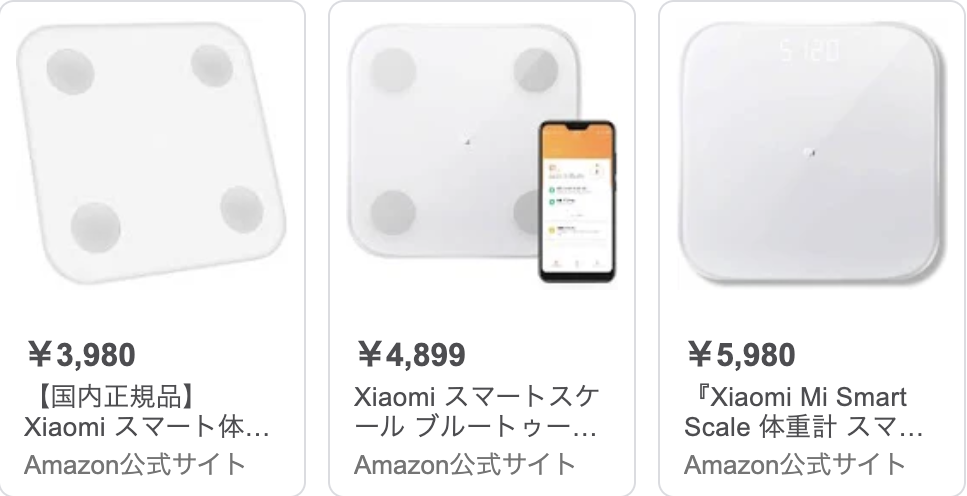 5 120
￥3,980
【国内正規品】
Xiaomi スマート体...
Amazon公式サイト
￥4,899
Xiaomi スマートスケ
ール ブルートゥー...
Amazon公式サイト
￥5,980
『Xiaomi Mi Smart
Scale 体重計 スマ...
Amazon公式サイト